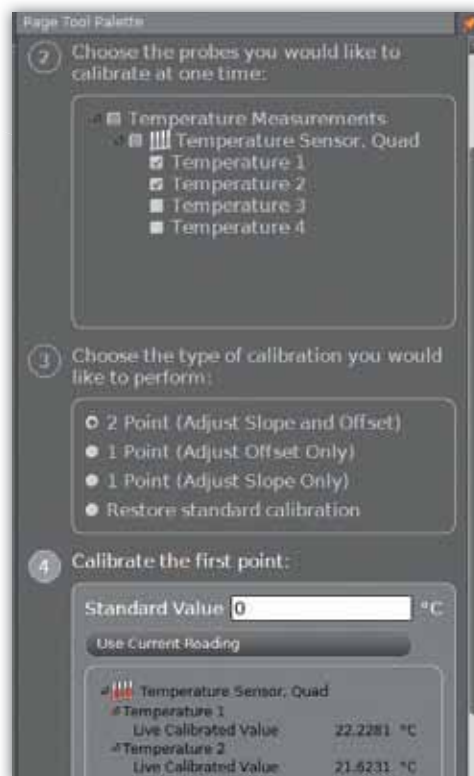 Page Tool Palette
2
Choose the probes you would like to
calibrate at one time:
Temperature Measurements
Temperature Sensor, Quad
Temperature 1
Temperature 2
Temperature 3
Temperature 4
3
Choose the type of calibration you would
like to perform:
2 Point (Adjust Slope and Offset)
1 Point (Adjust Offset Only)
1 Point (Adjust Slope Only)
Restore standard calibration
4
Calibrate the first point:
Standard Value 0 °C
Use Current Reading
Temperature Sensor, Quad
Temperature 1
Live Calibrated Value 22.2281 °C
Temperature 2
Live Calibrated Value 21.6231 °C